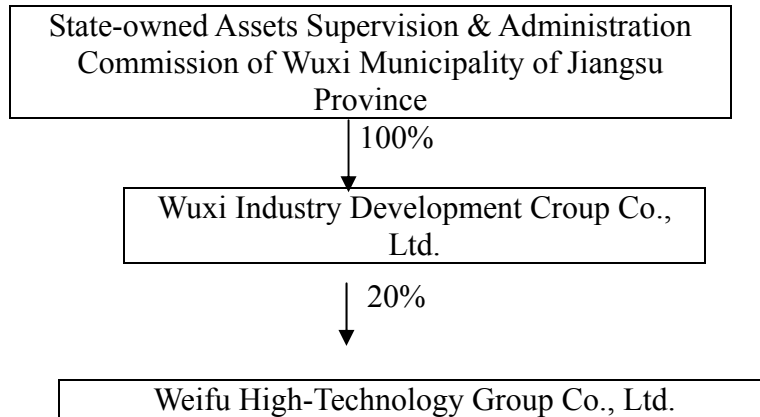 State-owned Assets Supervision & Administration
Commission of Wuxi Municipality of Jiangsu
Province
100%
Wuxi Industry Development Croup Co.,
Ltd.
20%
Weifu High-Technology Group Co., Ltd.